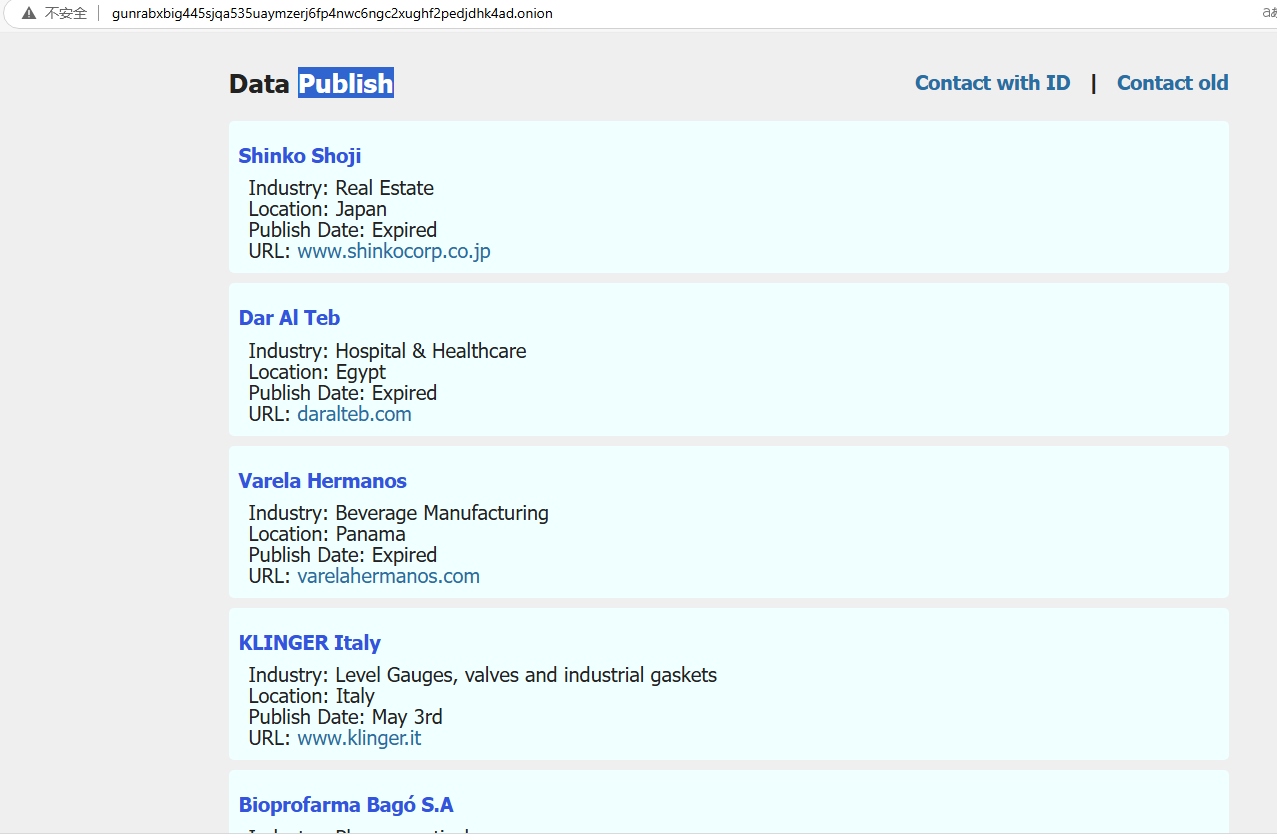 不安全
gunrabxbig445sjqa535uaymzerj6fp4nwc6ngc2xughf2pedjdhk4ad.onion
Data Publish
Contact with ID | Contact old
Shinko Shoji
Industry: Real Estate
Location: Japan
Publish Date: Expired
URL: www.shinkocorp.co.jp
Dar Al Teb
Industry: Hospital & Healthcare
Location: Egypt
Publish Date: Expired
URL: daralteb.com
Varela Hermanos
Industry: Beverage Manufacturing
Location: Panama
Publish Date: Expired
URL: varelahermanos.com
KLINGER Italy
Industry: Level Gauges, valves and industrial gaskets
Location: Italy
Publish Date: May 3rd
URL: www.klinger.it
Bioprofarma Bagó S.A